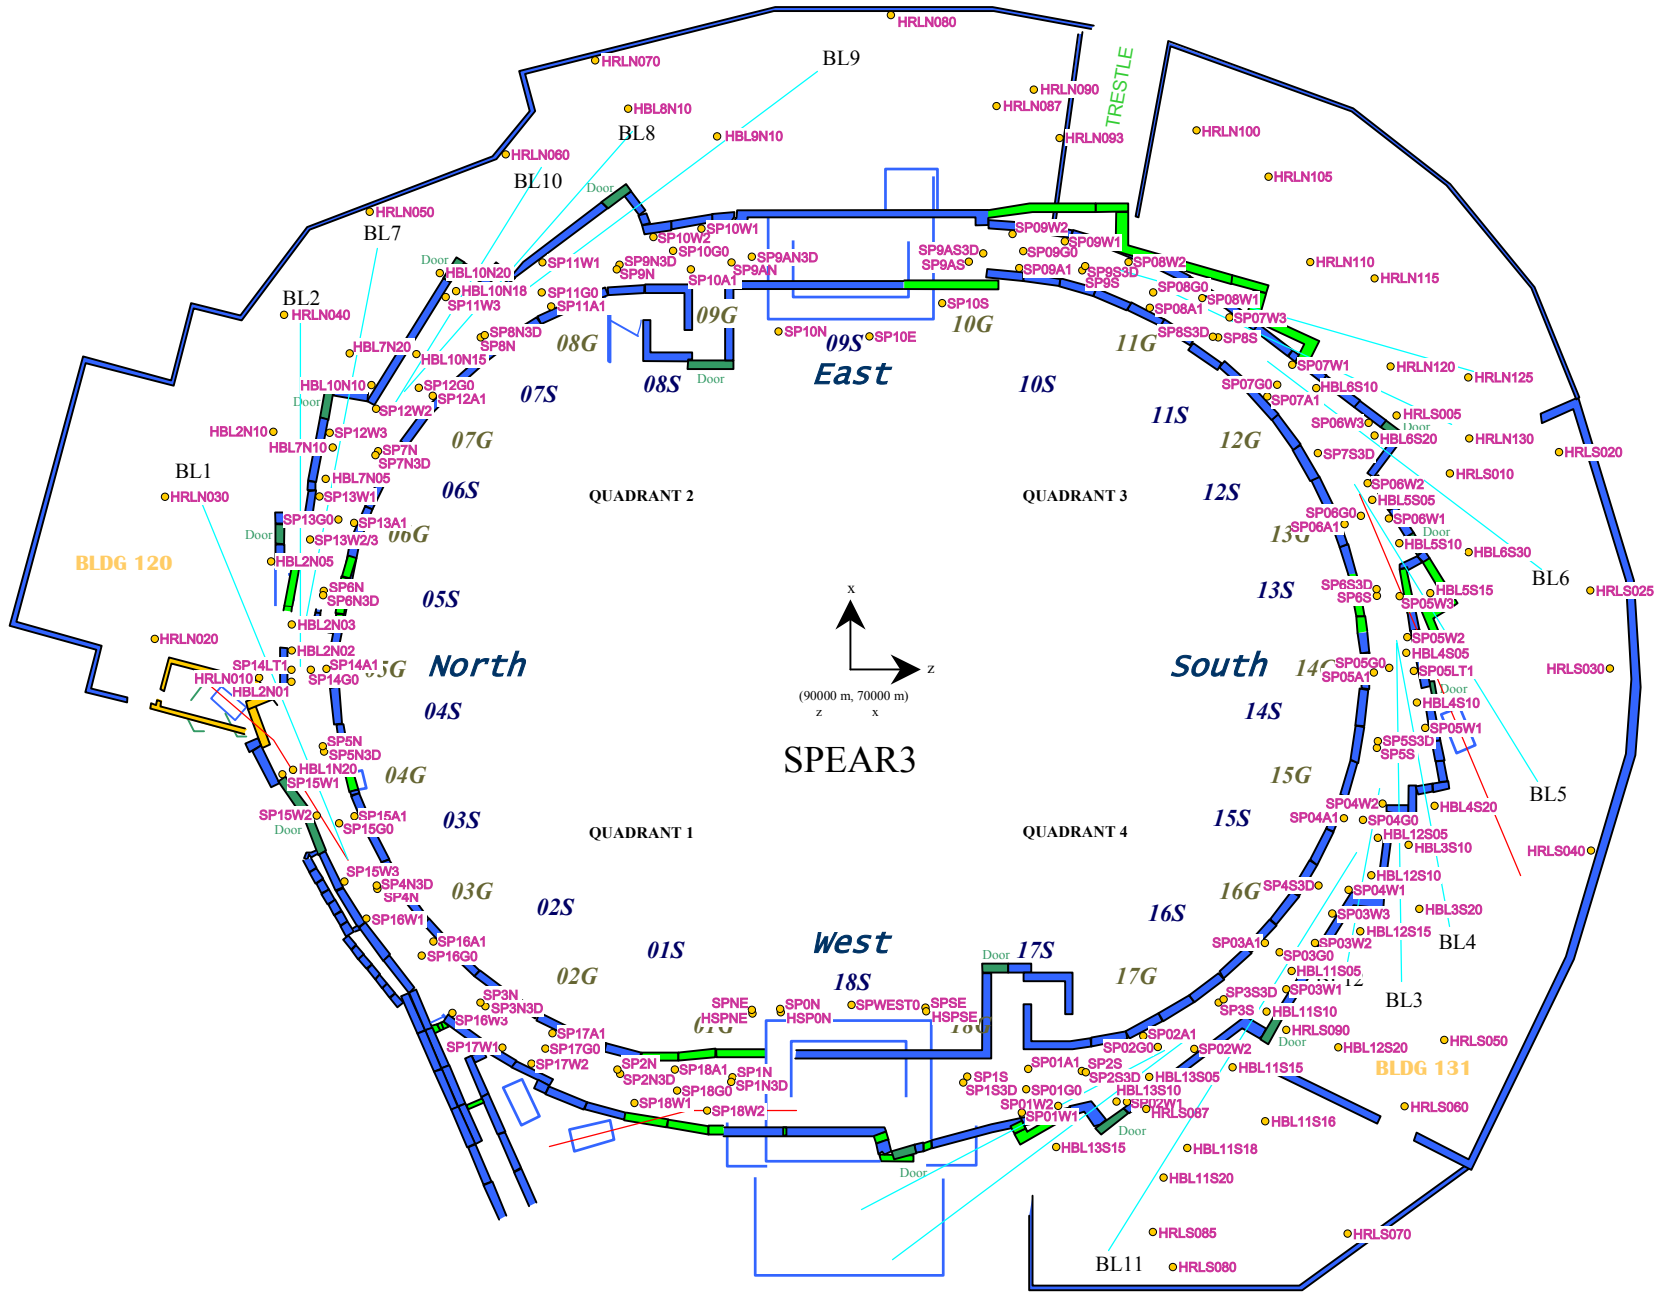 HRLN080
BL9
HRLN070
TRESTLE
HRLN090
HRLN087
HBL8N10
BL8
HBL9N10
HRLN093
HRLN100
HRLN060
BL10
HRLN105
Door
HRLN050
BL7
SP10W1
SP10W2
SP10G0
SP09W2
SP09W1
SP9AS3D
SP9AS
SP09G0
SP09A1
SP9S3D
SP9S
SP08W2
HRLN110
HRLN115
Door
HBL10N20
HBL10N18
SP11W3
SP11W1
SP9N3D
SP9N
SP9AN3D
SP9AN
SP10A1
SP11G0
SP11A1
SP08G0
SP08W1
SP08A1
SP07W3
BL2
HRLN040
SP8N3D
SP8N
08G
09G
SP10S
10G
SP10N
SP10E
09S
East
11G
SP8S3D
SP8S
HBL7N20
HBL10N15
SP07W1
HRLN120
HRLN125
Door
HBL10N10
SP12G0
SP12A1
07S
08S
10S
SP07G0
SP07A1
HBL6S10
Door
SP12W2
11S
HRLS005
SP06W3
Door
HBL6S20
HRLN130
HBL2N10
SP12W3
HBL7N10
07G
12G
SP7N
SP7N3D
SP7S3D
HRLS020
BL1
HRLN030
HBL7N05
SP13W1
06S
QUADRANT 2
QUADRANT 3
12S
HRLS010
SP06W2
HBL5S05
SP13G0
SP13A1
06G
SP06G0
SP06A1
SP06W1
Door
Door
SP13W2/3
13G
HBL5S10
HBL6S30
BLDG 120
HBL2N05
BL6
SP6N
SP6N3D
05S
x
13S
SP6S3D
SP6S
HBL5S15
SP05W3
HRLS025
HBL2N03
HRLN020
SP05W2
HBL2N02
HBL4S05
SP14LT1
SP14A1
HRLN010
SP14G0
HBL2N01
05G
North
z
South
14G
SP05G0
SP05A1
SP05LT1
HRLS030
Door
(90000 m, 70000 m)
z
x
04S
14S
HBL4S10
SP05W1
SP5N
SP5N3D
SPEAR3
SP5S3D
SP5S
HBL1N20
SP15W1
04G
15G
BL5
SP15W2
Door
SP15A1
SP15G0
03S
QUADRANT 1
QUADRANT 4
15S
SP04W2
SP04A1
SP04G0
HBL4S20
HBL12S05
HBL3S10
HRLS040
SP15W3
SP4N3D
SP4N
03G
16G
SP4S3D
HBL12S10
SP04W1
SP16W1
02S
16S
SP03W3
HBL3S20
HBL12S15
BL4
SP16A1
SP16G0
01S
West
17S
SP03A1
SP03W2
SP03G0
Door
02G
18S
17G
HBL11S05
SP03W1
BL3
SP3N
SP3N3D
SP16W3
SPNE
HSPNE
SP0N
HSP0N
SPWEST0
SPSE
HSPSE
01G
18G
SP3S3D
SP3S
HBL11S10
HRLS090
Door
HBL12S20
HRLS050
SP17A1
SP17W1
SP17G0
SP17W2
SP02A1
SP02G0
SP02W2
BLDG 131
SP2N
SP2N3D
SP18A1
SP1N
SP1N3D
SP18G0
SP18W1
SP18W2
SP1S
SP1S3D
SP01A1
SP2S
SP2S3D
SP01G0
HBL13S05
HBL11S15
HBL13S10
SP02W1
SP01W2
SP01W1
HRLS087
Door
HRLS060
HBL11S16
Door
HBL13S15
HBL11S18
HBL11S20
HRLS085
HRLS070
BL11
HRLS080